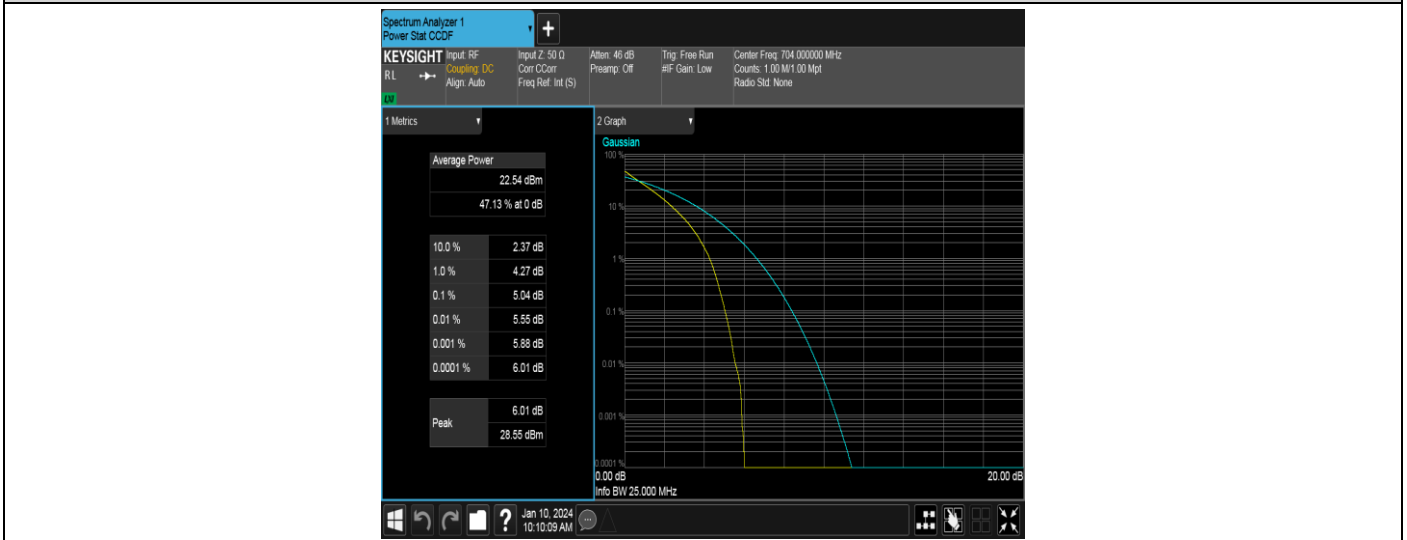 Spectrum Analyzer 1
Power Stat CCDF
+
KEYSIGHT
RL
LXI
Input: RF
Coupling: DC
Align: Auto
Input Z: 50 Ω
Corr CCorr
Freq Ref: Int (S)
Atten: 46 dB
Preamp: Off
Trig: Free Run
#IF Gain: Low
Center Freq: 704.000000 MHz
Counts: 1.00 M/1.00 Mpt
Radio Std: None
1 Metrics
Average Power
22.54 dBm
47.13 % at 0 dB
10.0 % 2.37 dB
1.0 % 4.27 dB
0.1 % 5.04 dB
0.01 % 5.55 dB
0.001 % 5.88 dB
0.0001 % 6.01 dB
Peak
6.01 dB
28.55 dBm
2 Graph
Gaussian
100 %
10 %
1 %
0.1 %
0.01 %
0.001 %
0.0001 %
0.00 dB 20.00 dB
Info BW 25.000 MHz
?
Jan 10, 2024
10:10:09 AM